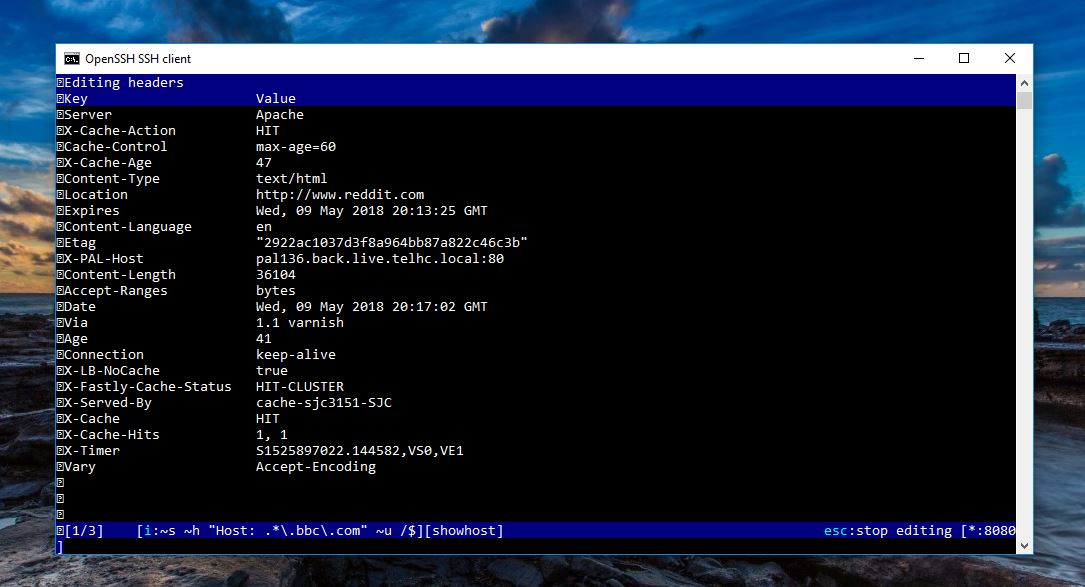 OpenSSH SSH client
Editing headers
Key Value
Server Apache
X-Cache-Action HIT
Cache-Control max-age=60
X-Cache-Age 47
Content-Type text/html
Location http://www.reddit.com
Expires Wed, 09 May 2018 20:13:25 GMT
Content-Language en
Etag "2922ac1037d3f8a964bb87a822c46c3b"
X-PAL-Host pal136.back.live.telhc.local:80
Content-Length 36104
Accept-Ranges bytes
Date Wed, 09 May 2018 20:17:02 GMT
Via 1.1 varnish
Age 41
Connection keep-alive
X-LB-NoCache true
X-Fastly-Cache-Status HIT-CLUSTER
X-Served-By cache-sjc3151-SJC
X-Cache HIT
X-Cache-Hits 1, 1
X-Timer S1525897022.144582,VS0,VE1
Vary Accept-Encoding
[1/3] [i:~s ~h "Host: .*\.bbc\.com" ~u /$][showhost] esc:stop editing [*:8080
]